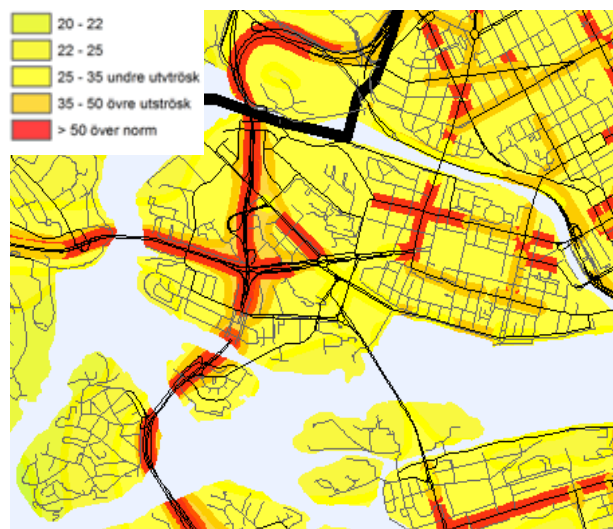 20 - 22
22 - 25
25 - 35 undre utvtrösk
35 - 50 övre utströsk
> 50 över norm